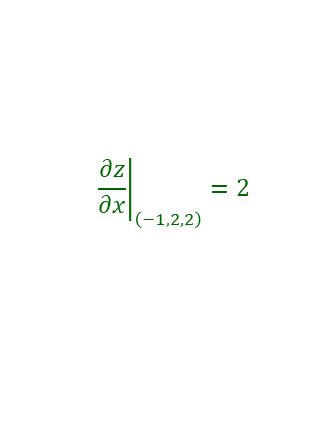 ∂z/∂x|(−1,2,2) = 2